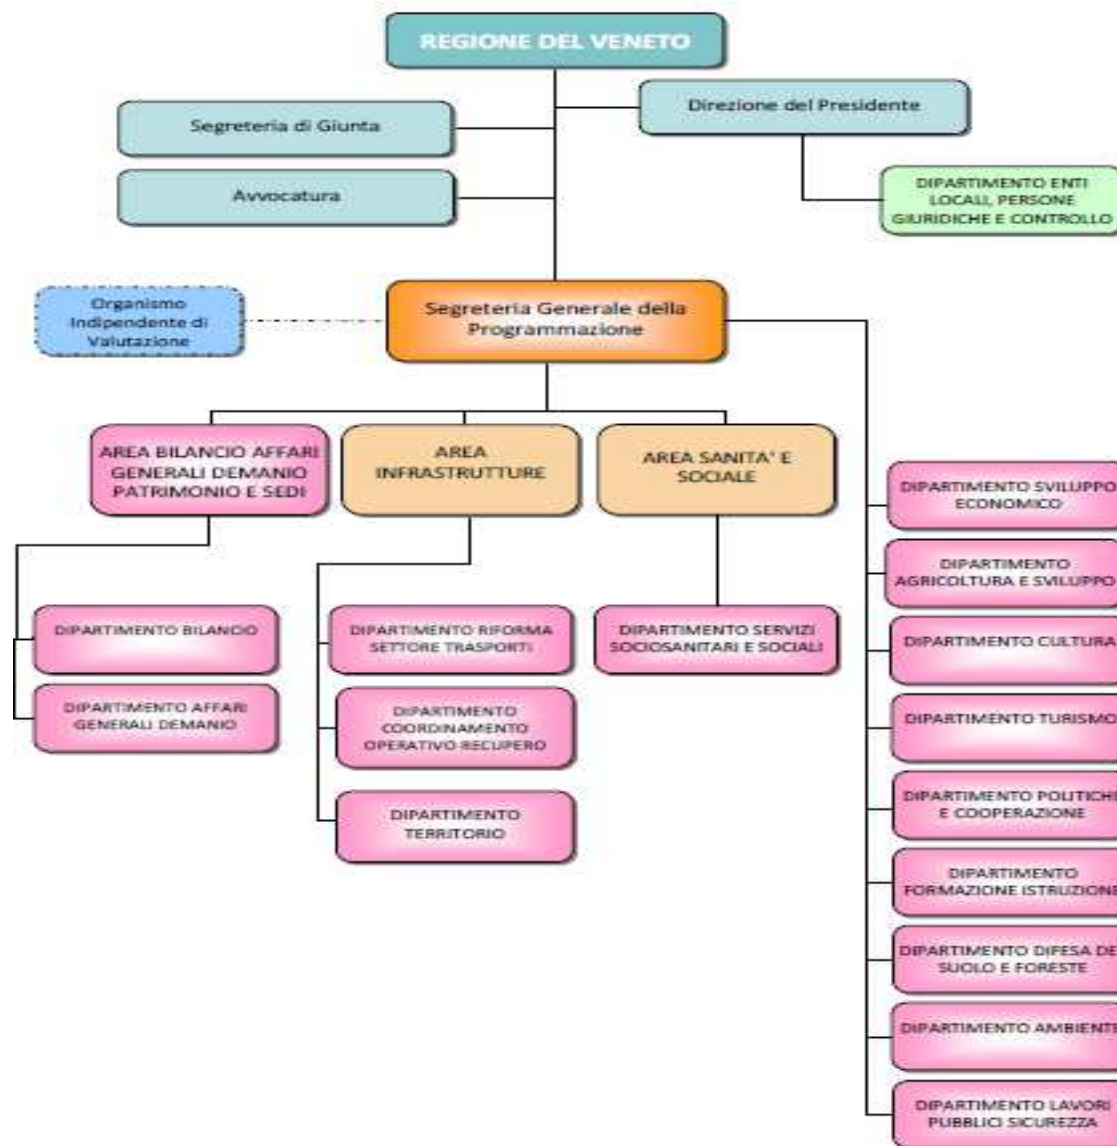 REGIONE DEL VENETO
Direzione del Presidente
Segreteria di Giunta
Avvocatura
DIPARTIMENTO ENTI
LOCALI, PERSONE
GIURIDICHE E CONTROLLO
Organismo
Indipendente di
Valutazione
Segreteria Generale della
Programmazione
AREA BILANCIO AFFARI
GENERALI DEMANIO
PATRIMONIO E SEDI
AREA
INFRASTRUTTURE
AREA SANITA' E
SOCIALE
DIPARTIMENTO BILANCIO
DIPARTIMENTO AFFARI
GENERALI DEMANIO
DIPARTIMENTO RIFORMA
SETTORE TRASPORTI
DIPARTIMENTO
COORDINAMENTO
OPERATIVO RECUPERO
DIPARTIMENTO
TERRITORIO
DIPARTIMENTO SERVIZI
SOCIOSANITARI E SOCIALI
DIPARTIMENTO SVILUPPO
ECONOMICO
DIPARTIMENTO
AGRICOLTURA E SVILUPPO
DIPARTIMENTO CULTURA
DIPARTIMENTO TURISMO
DIPARTIMENTO POLITICHE
E COOPERAZIONE
DIPARTIMENTO
FORMAZIONE ISTRUZIONE
DIPARTIMENTO DIFESA DEL
SUOLO E FORESTE
DIPARTIMENTO AMBIENTE
DIPARTIMENTO LAVORI
PUBBLICI SICUREZZA